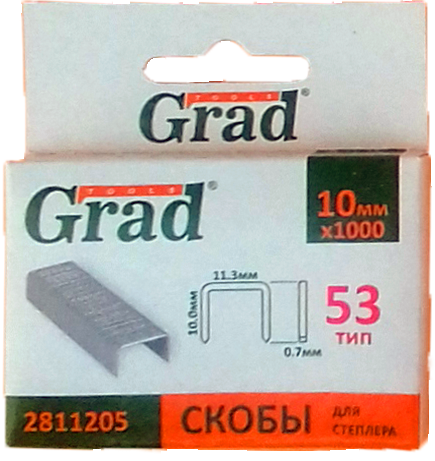 TOOLS
Grad®
TOOLS
Grad®
10мм
x1000
11.3мм
10.0мм
0.7мм
53
ТИП
2811205
СКОБЫ
ДЛЯ
СТЕПЛЕРА